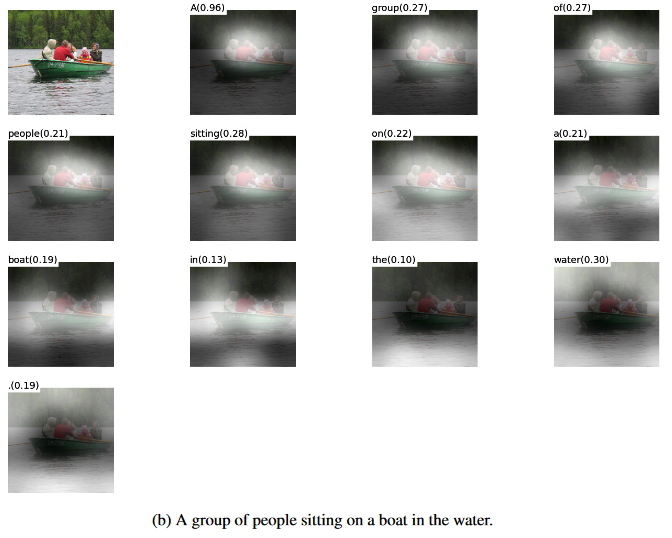 A(0.96)
group(0.27)
of(0.27)
people(0.21)
sitting(0.28)
on(0.22)
a(0.21)
boat(0.19)
in(0.13)
the(0.10)
water(0.30)
.(0.19)
(b) A group of people sitting on a boat in the water.